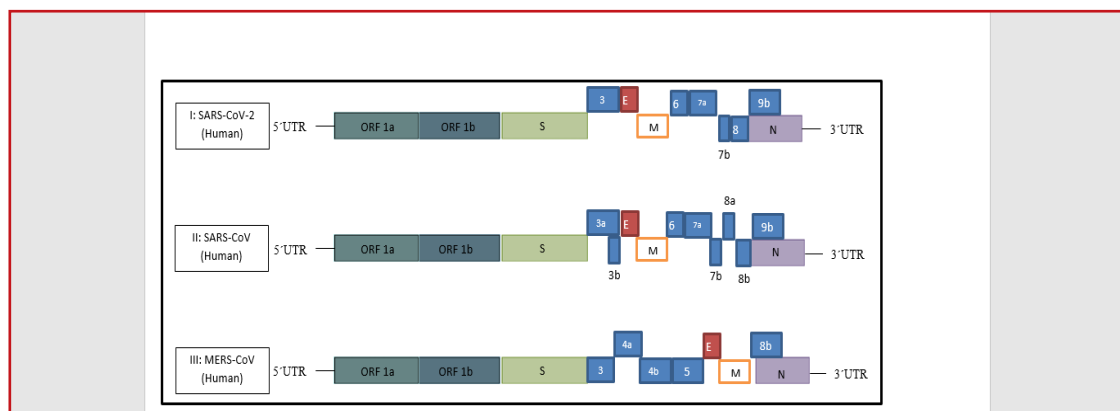 I: SARS-CoV-2
(Human)
5´UTR
ORF 1a
ORF 1b
S
3
E
M
6
7a
7b
8
9b
N
3´UTR
II: SARS-CoV
(Human)
5´UTR
ORF 1a
ORF 1b
S
3a
3b
E
M
6
7a
7b
8a
8b
9b
N
3´UTR
III: MERS-CoV
(Human)
5´UTR
ORF 1a
ORF 1b
S
3
4a
4b
5
E
M
8b
N
3´UTR